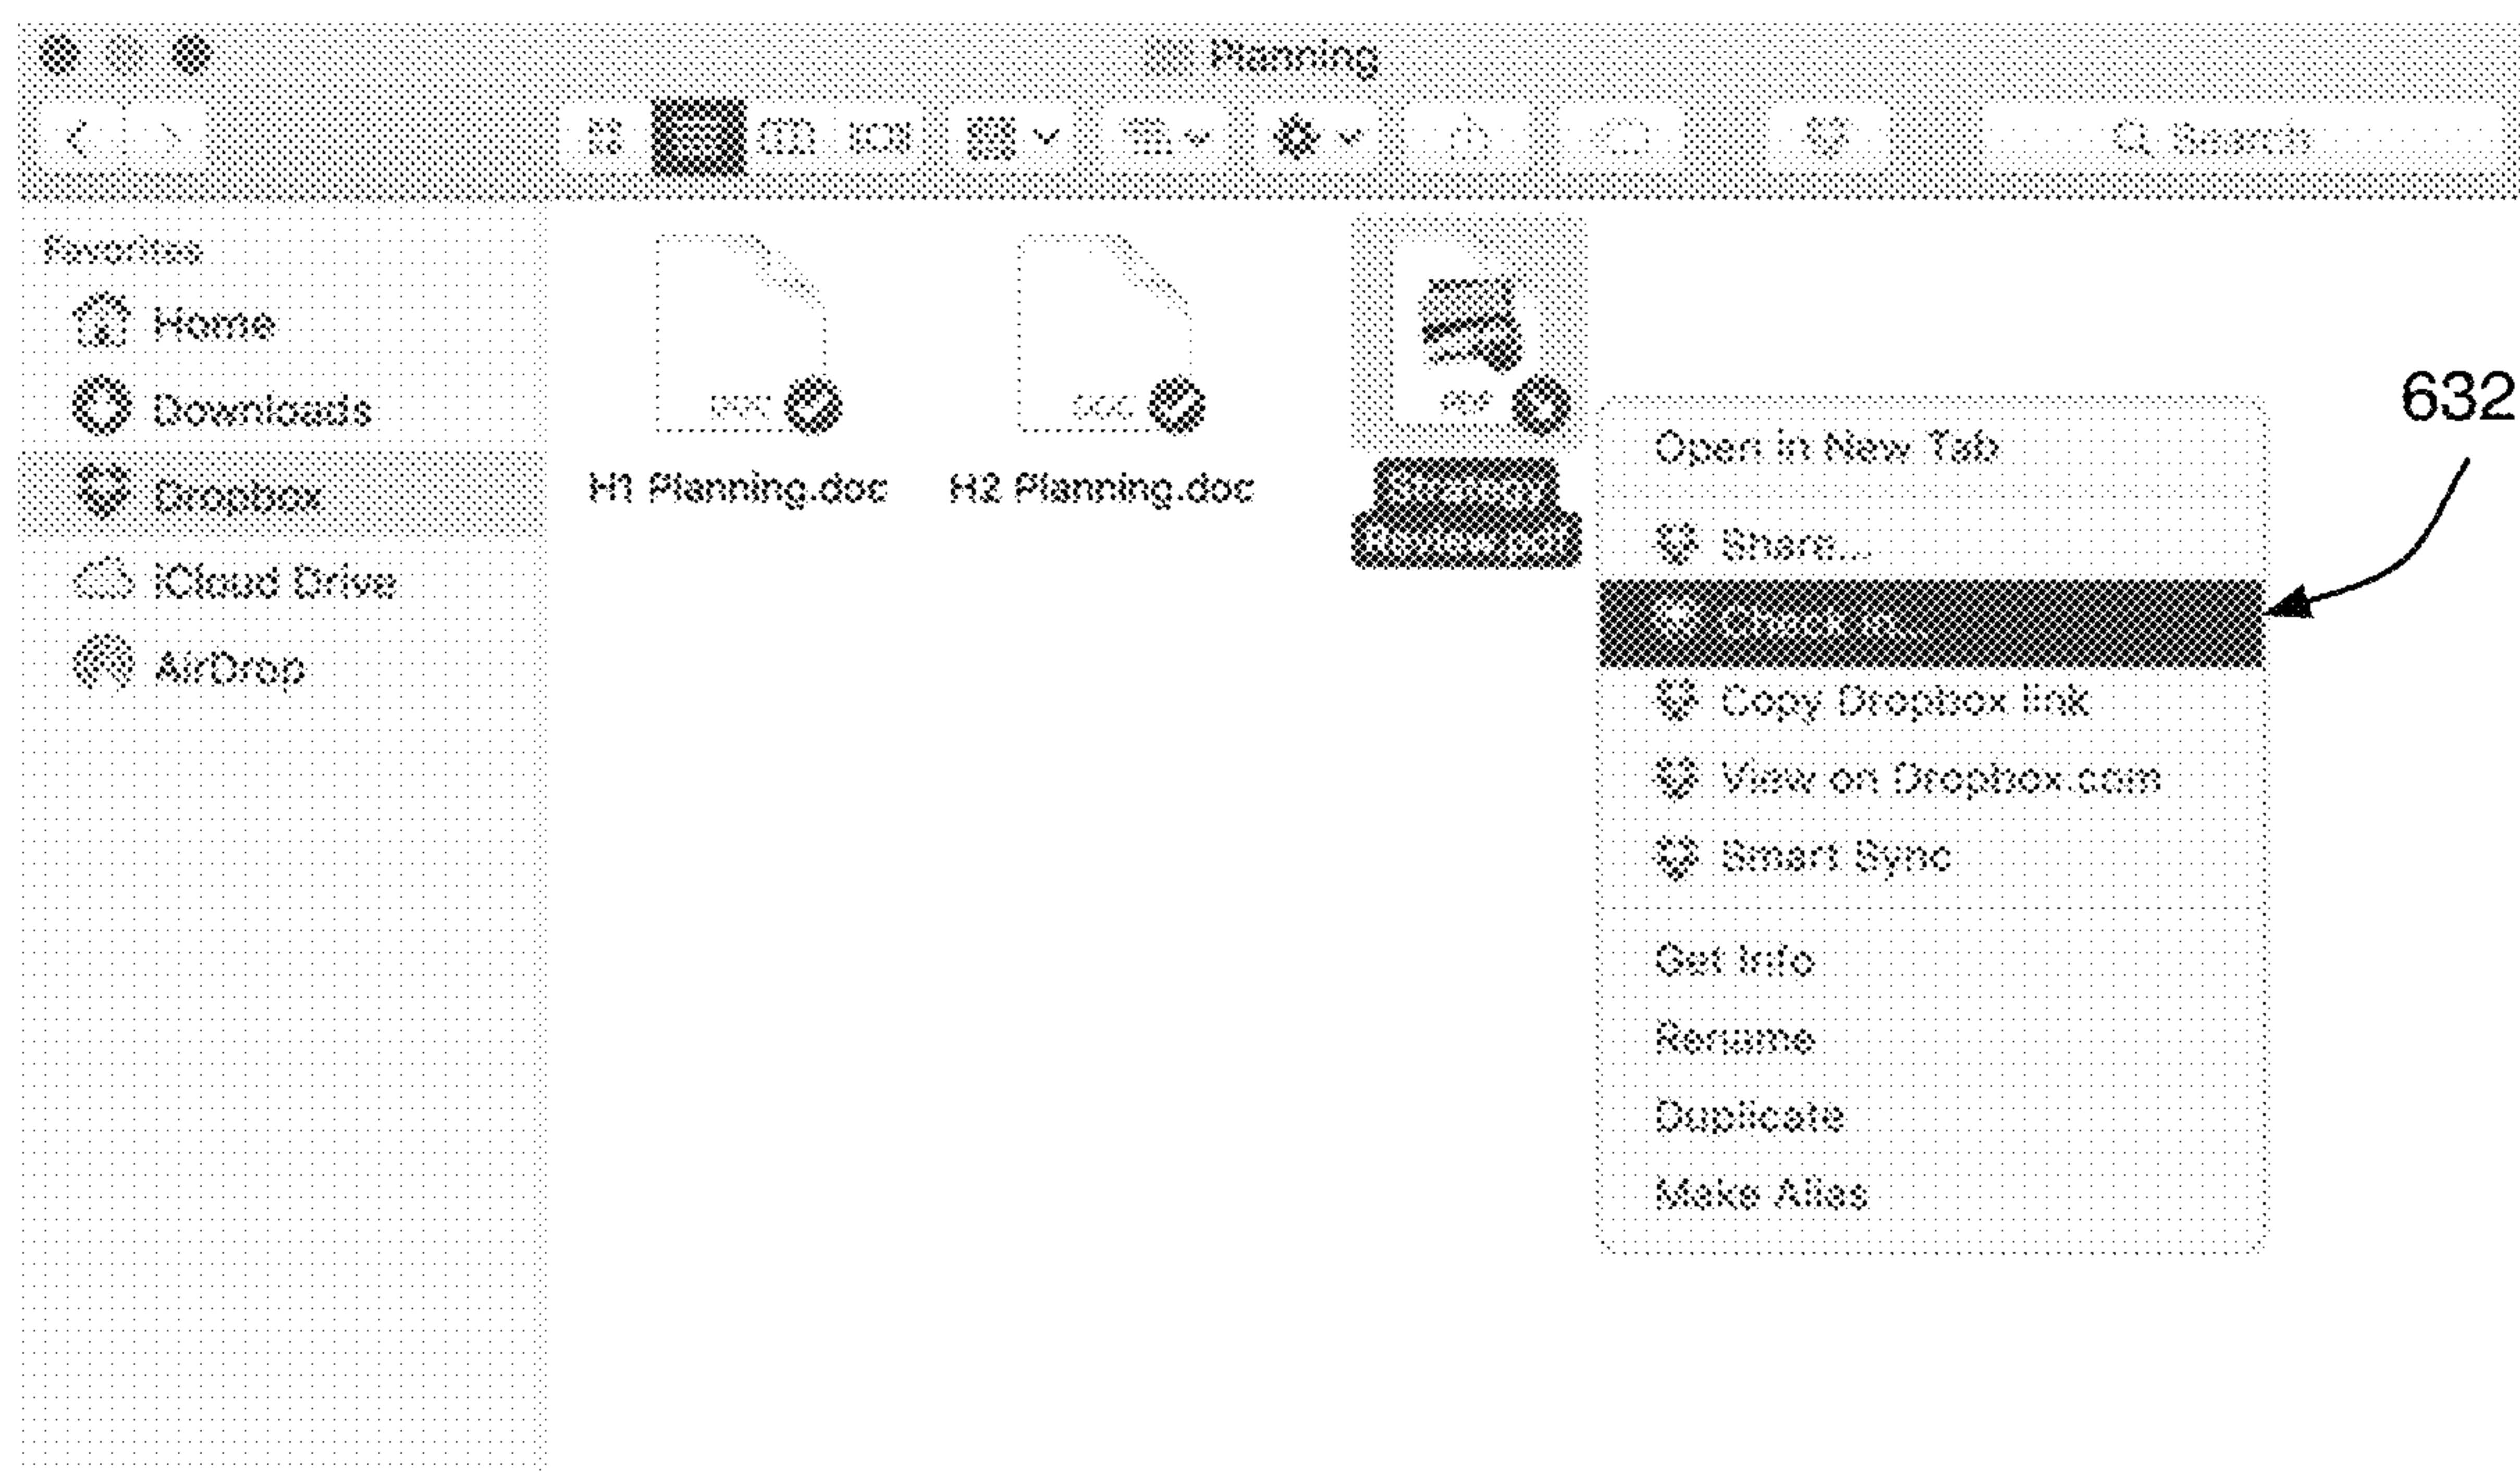 Planning
Search
Favorites
Home
Downloads
Dropbox
iCloud Drive
AirDrop
H1 Planning.doc
H2 Planning.doc
PDF
632
Open in New Tab
Share...
Copy Dropbox link
View on Dropbox.com
Smart Sync
Get Info
Rename
Duplicate
Make Alias